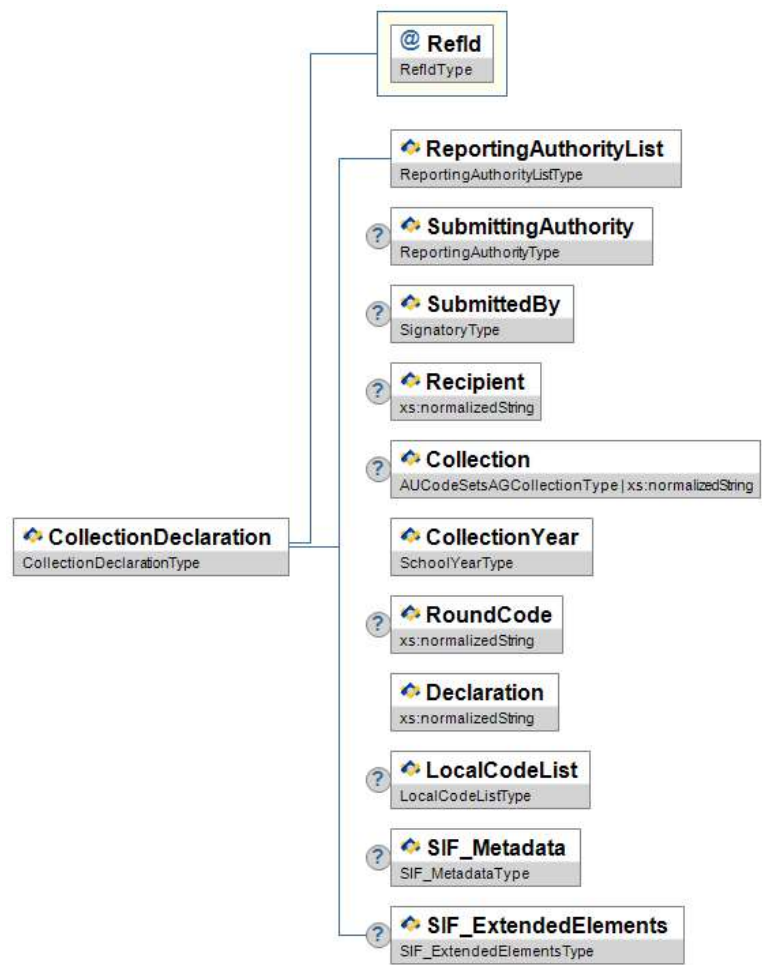 @ RefId
RefIdType
ReportingAuthorityList
ReportingAuthorityListType
? SubmittingAuthority
ReportingAuthorityType
? SubmittedBy
SignatoryType
? Recipient
xs:normalizedString
? Collection
AUCodeSetsAGCollectionType|xs:normalizedString
CollectionDeclaration
CollectionDeclarationType
CollectionYear
SchoolYearType
? RoundCode
xs:normalizedString
Declaration
xs:normalizedString
? LocalCodeList
LocalCodeListType
? SIF_Metadata
SIF_MetadataType
? SIF_ExtendedElements
SIF_ExtendedElementsType